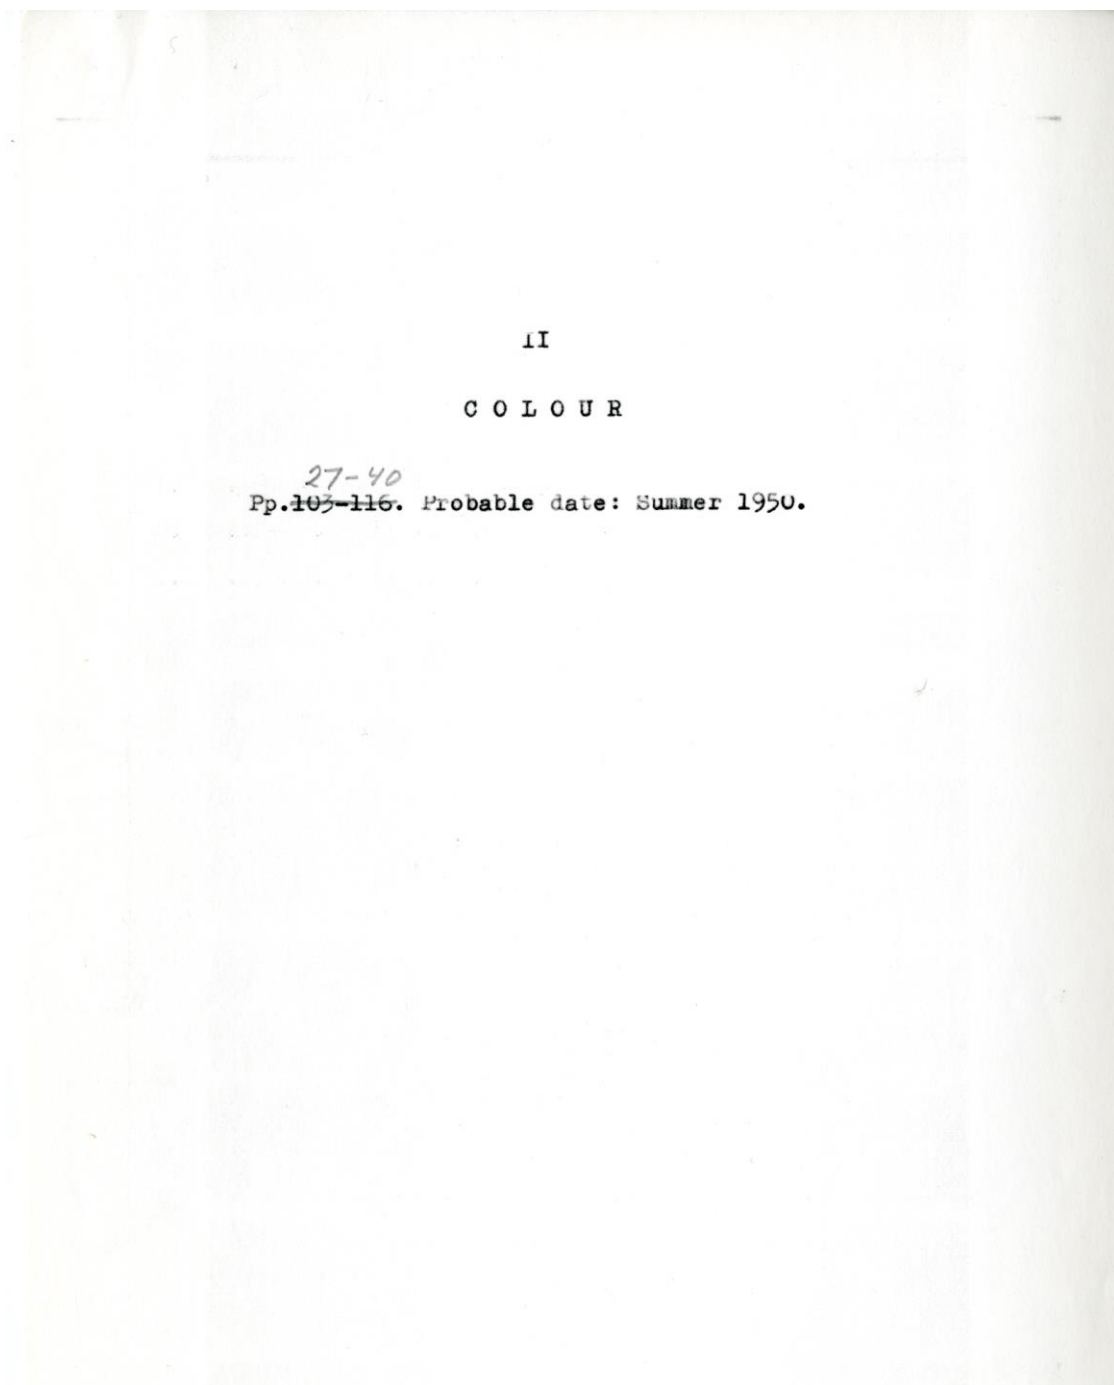 II
C O L O U R
27-40
Pp.103-116. Probable date: Summer 1950.